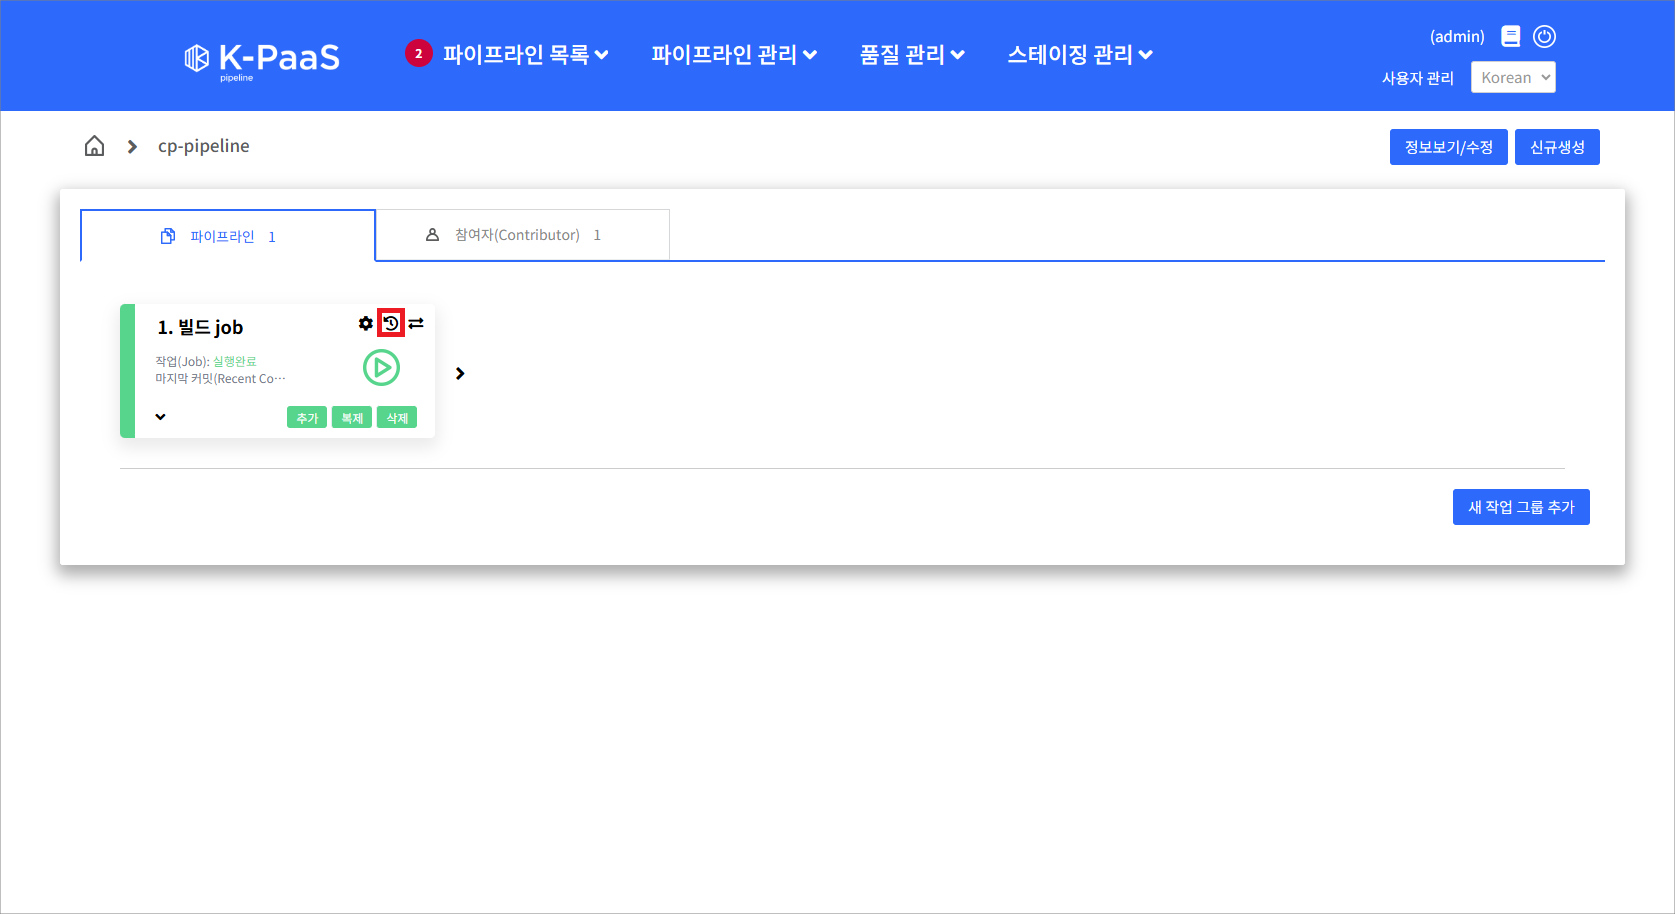 K-PaaS
pipeline
2 파이프라인 목록 파이프라인 관리 품질 관리 스테이징 관리
(admin)
사용자 관리 Korean
cp-pipeline
정보보기/수정 신규생성
파이프라인 1 참여자(Contributor) 1
1. 빌드 job
작업(Job): 실행완료
마지막 커밋(Recent Co···
추가 복제 삭제
새 작업 그룹 추가